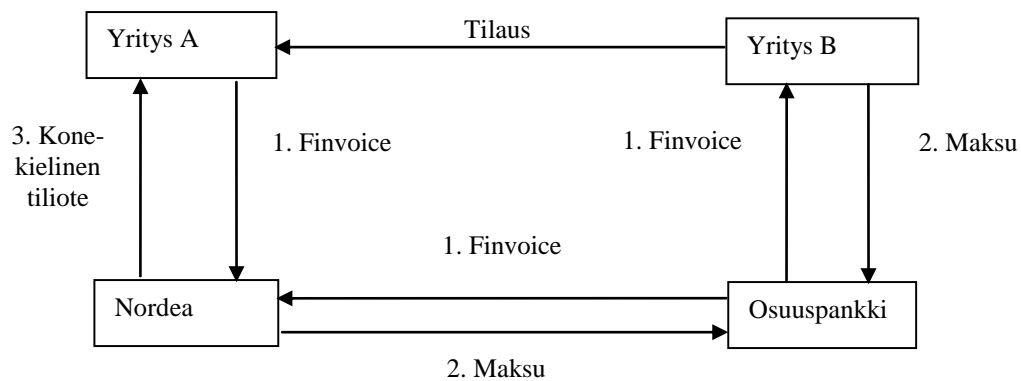 Yritys A
Tilaus
Yritys B
3. Kone-
kielinen
tiliote
1. Finvoice
1. Finvoice
2. Maksu
1. Finvoice
Nordea
Osuuspankki
2. Maksu